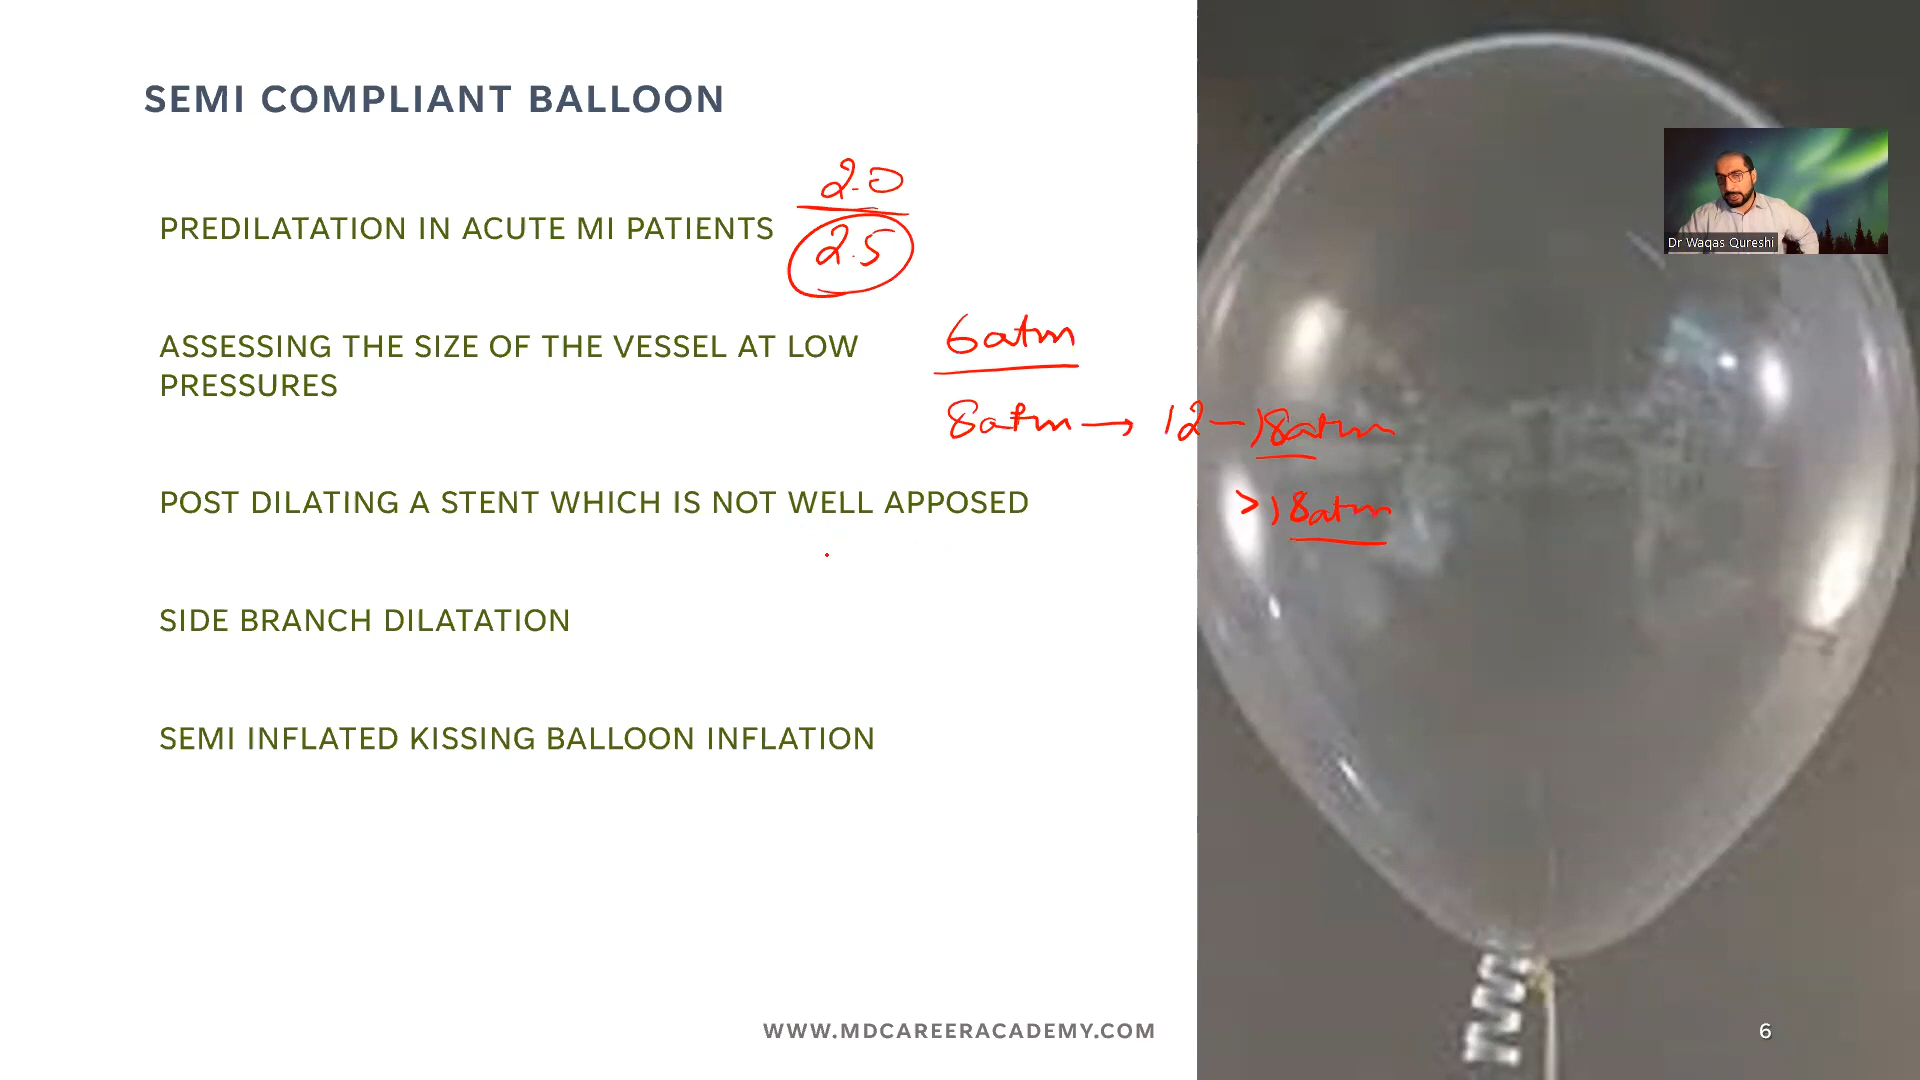 SEMI COMPLIANT BALLOON
2.0
PREDILATATION IN ACUTE MI PATIENTS
2.5
Dr Waqas Qureshi
6atm
ASSESSING THE SIZE OF THE VESSEL AT LOW
PRESSURES
8atm → 12-18atm
POST DILATING A STENT WHICH IS NOT WELL APPOSED
>18atm
SIDE BRANCH DILATATION
SEMI INFLATED KISSING BALLOON INFLATION
WWW.MDCAREERACADEMY.COM
6